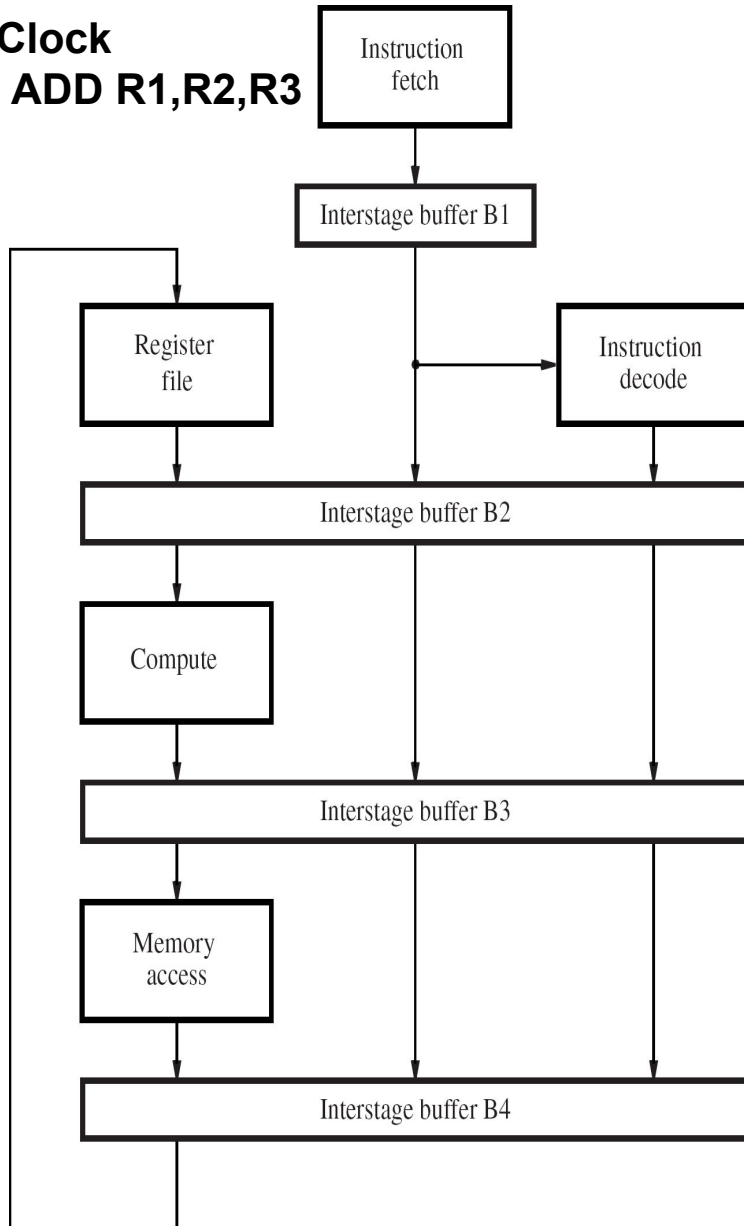 Clock
ADD R1,R2,R3
Instruction
fetch
Interstage buffer B1
Register
file
Instruction
decode
Interstage buffer B2
Compute
Interstage buffer B3
Memory
access
Interstage buffer B4